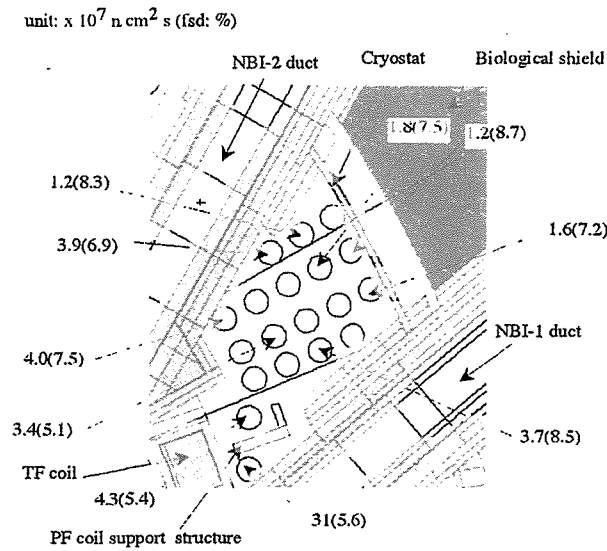 unit: x 10⁷ n cm² s (fsd: %)
NBI-2 duct
Cryostat
Biological shield
1.8(7.5)
1.2(8.7)
1.2(8.3)
3.9(6.9)
1.6(7.2)
NBI-1 duct
4.0(7.5)
3.4(5.1)
3.7(8.5)
TF coil
4.3(5.4)
31(5.6)
PF coil support structure